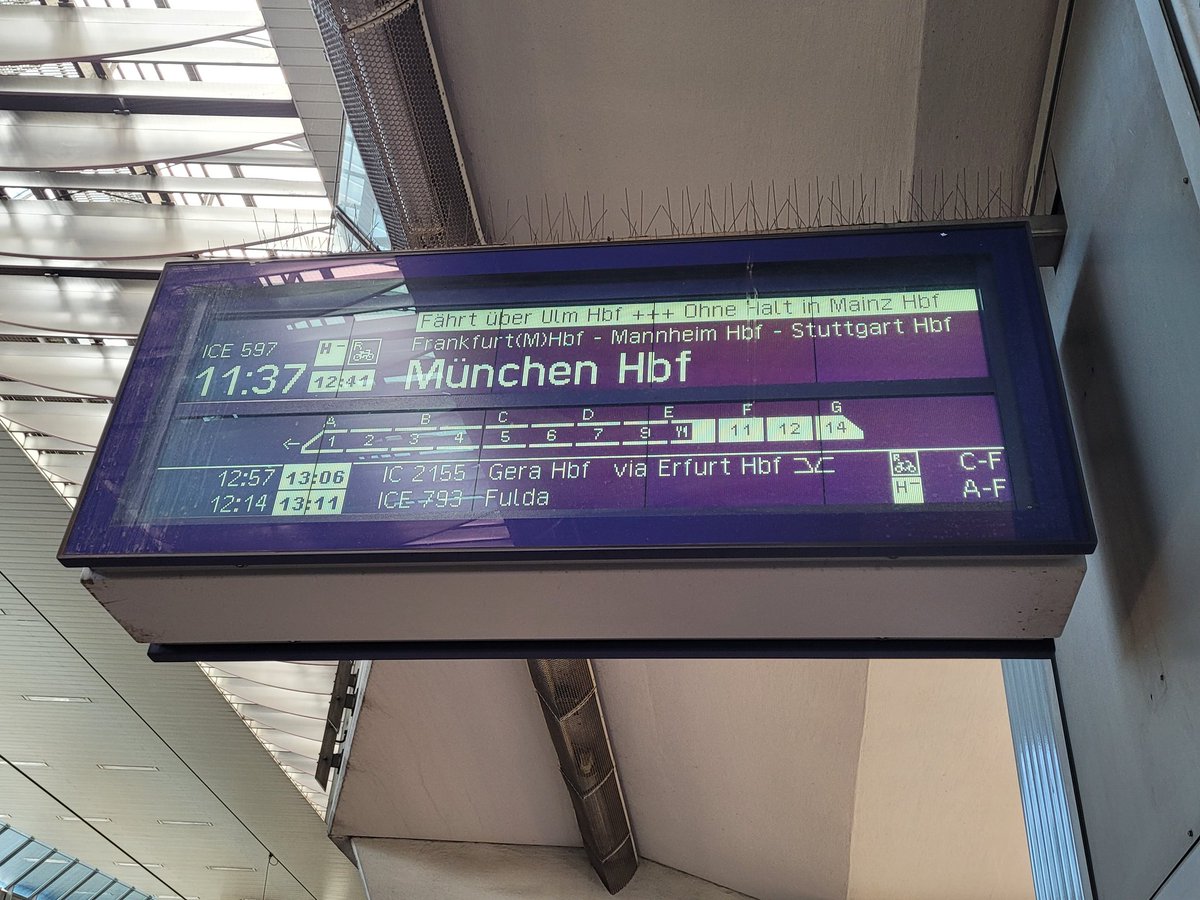 Fährt über Ulm Hbf +++ Ohne Halt in Mainz Hbf
Frankfurt(M)Hbf - Mannheim Hbf - Stuttgart Hbf
ICE 597 H R
11:37 12:41 München Hbf
A B C D E F G
1 2 3 4 5 6 7 9 11 12 14
12:57 13:06 IC 2155 Gera Hbf via Erfurt Hbf R C-F
12:14 13:11 ICE 793 Fulda H A-F